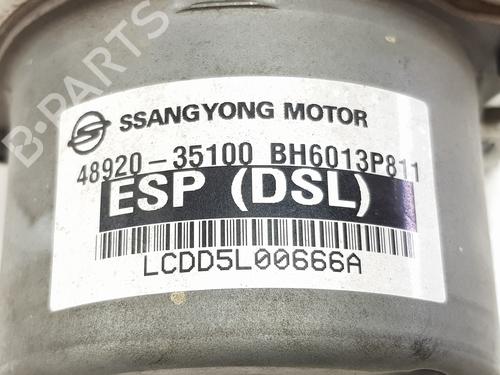 B-PARTS
SSANGYONG MOTOR
48920-35100 BH6013P811
ESP (DSL)
LCDD5L00666A